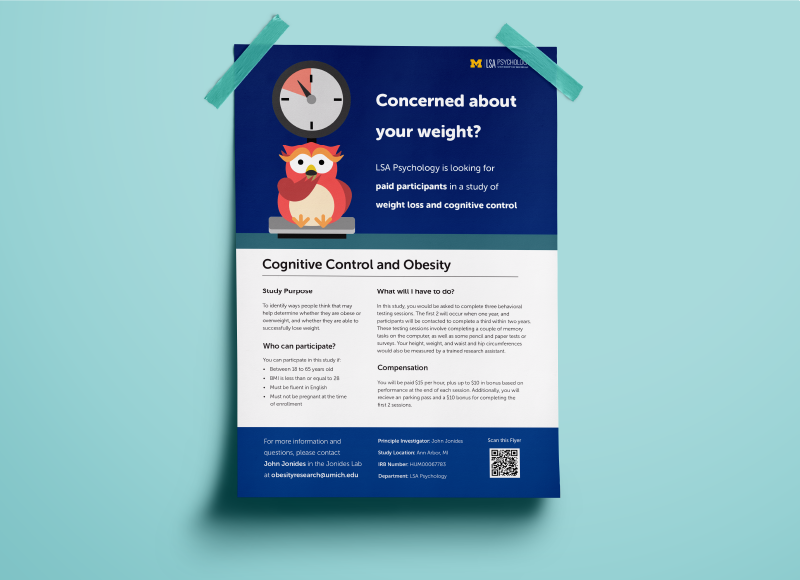 M LSA PSYCHOLOGY
Concerned about
your weight?
LSA Psychology is looking for
paid participants in a study of
weight loss and cognitive control
Cognitive Control and Obesity
Study Purpose
To identify ways people think that may
help determine whether they are obese or
overweight, and whether they are able to
successfully lose weight.
Who can participate?
You can particpate in this study if:
• Between 18 to 65 years old
• BMI is less than or equal to 28
• Must be fluent in English
• Must not be pregnant at the time
of enrollment
What will I have to do?
In this study, you would be asked to complete three behavioral
testing sessions. The first 2 will occur when one year, and
participants will be contacted to complete a third within two years.
These testing sessions involve completing a couple of memory
tasks on the computer, as well as some pencil and paper tests or
surveys. Your height, weight, and waist and hip circumferences
would also be measured by a trained research assistant.
Compensation
You will be paid $15 per hour, plus up to $10 in bonus based on
performance at the end of each session. Additionally, you will
recieve an parking pass and a $10 bonus for completing the
first 2 sessions.
For more information and
questions, please contact
John Jonides in the Jonides Lab
at obesityresearch@umich.edu
Principle Investigator: John Jonides
Study Location: Ann Arbor, MI
IRB Number: HUM00067783
Department: LSA Psychology
Scan this Flyer